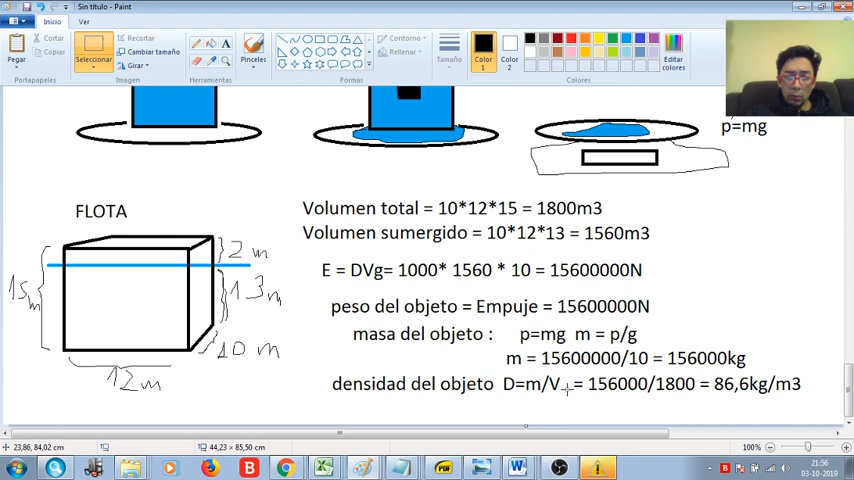 Sin título - Paint
Inicio Ver
Pegar
Cortar
Copiar
Portapapeles
Seleccionar
Recortar
Cambiar tamaño
Girar
Imagen
A
Herramientas
Pinceles
Contorno
Rellenar
Formas
Tamaño
Color 1
Color 2
Editar colores
Colores
p=mg
FLOTA
15m
2 m
13m
10 m
12m
Volumen total = 10*12*15 = 1800m3
Volumen sumergido = 10*12*13 = 1560m3
E = DVg= 1000* 1560 * 10 = 15600000N
peso del objeto = Empuje = 15600000N
masa del objeto : p=mg m = p/g
m = 15600000/10 = 156000kg
densidad del objeto D=m/V = 156000/1800 = 86,6kg/m3
23,86, 84,02 cm
44,23 × 85,50 cm
100%
PDF
W
B
ES
21:56
03-10-2019